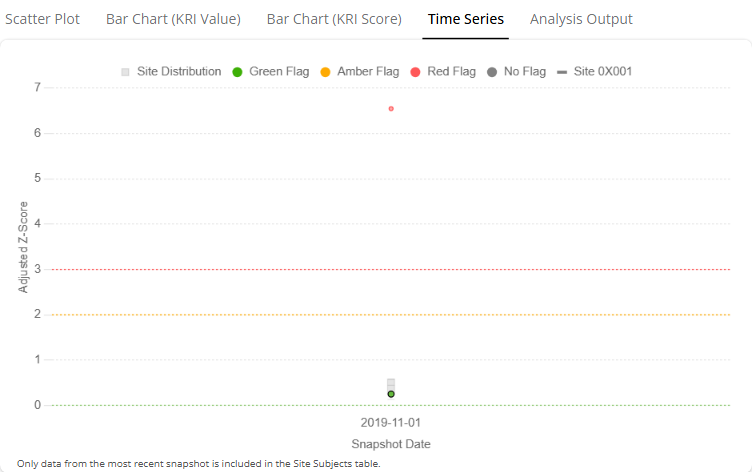 Scatter Plot Bar Chart (KRI Value) Bar Chart (KRI Score) Time Series Analysis Output
Site Distribution Green Flag Amber Flag Red Flag No Flag Site 0X001
7
6
5
4
3
2
1
0
Adjusted Z-Score
2019-11-01
Snapshot Date
Only data from the most recent snapshot is included in the Site Subjects table.